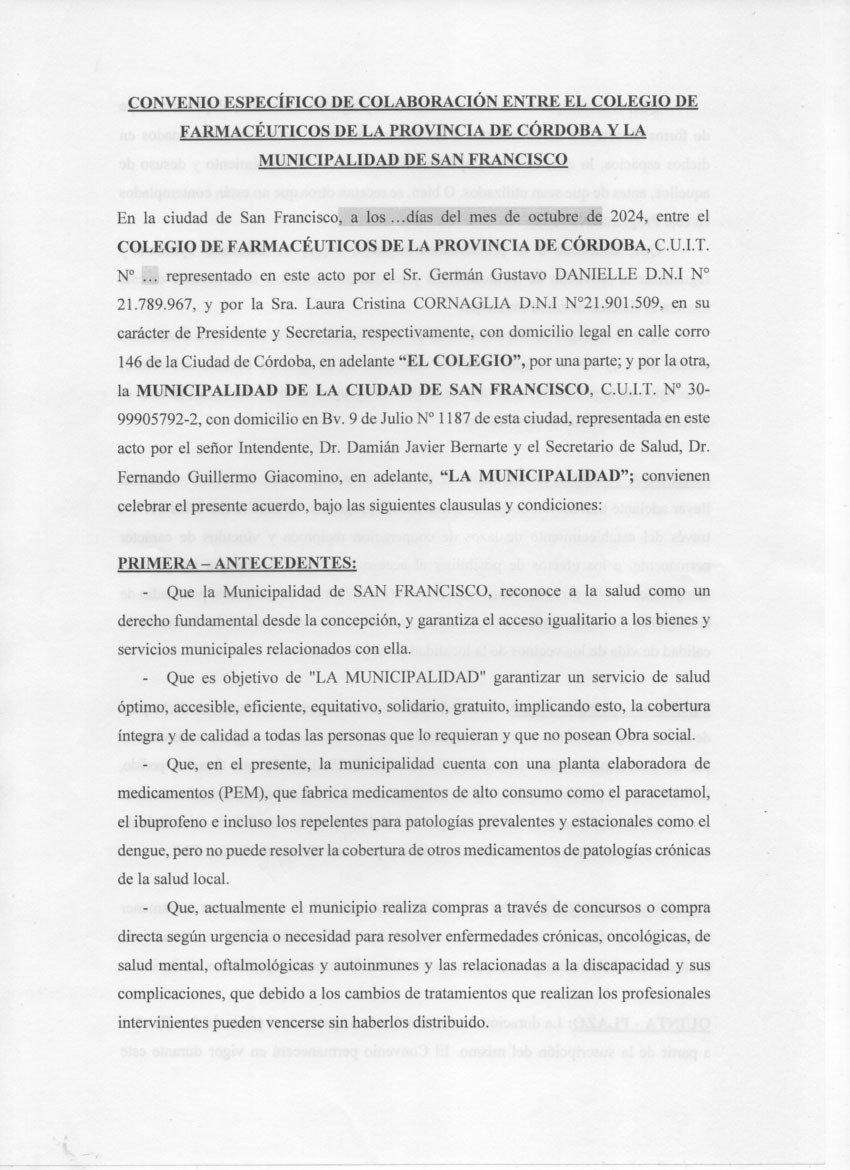 CONVENIO ESPECÍFICO DE COLABORACIÓN ENTRE EL COLEGIO DE
FARMACÉUTICOS DE LA PROVINCIA DE CÓRDOBA Y LA
MUNICIPALIDAD DE SAN FRANCISCO
En la ciudad de San Francisco, a los ...días del mes de octubre de 2024, entre el
COLEGIO DE FARMACÉUTICOS DE LA PROVINCIA DE CÓRDOBA, C.U.I.T.
Nº ... representado en este acto por el Sr. Germán Gustavo DANIELLE D.N.I N°
21.789.967, y por la Sra. Laura Cristina CORNAGLIA D.N.I N°21.901.509, en su
carácter de Presidente y Secretaria, respectivamente, con domicilio legal en calle corro
146 de la Ciudad de Córdoba, en adelante “EL COLEGIO”, por una parte; y por la otra,
la MUNICIPALIDAD DE LA CIUDAD DE SAN FRANCISCO, C.U.I.T. Nº 30-
99905792-2, con domicilio en Bv. 9 de Julio Nº 1187 de esta ciudad, representada en este
acto por el señor Intendente, Dr. Damián Javier Bernarte y el Secretario de Salud, Dr.
Fernando Guillermo Giacomino, en adelante, “LA MUNICIPALIDAD”; convienen
celebrar el presente acuerdo, bajo las siguientes clausulas y condiciones:
PRIMERA – ANTECEDENTES:
- Que la Municipalidad de SAN FRANCISCO, reconoce a la salud como un
derecho fundamental desde la concepción, y garantiza el acceso igualitario a los bienes y
servicios municipales relacionados con ella.
- Que es objetivo de "LA MUNICIPALIDAD" garantizar un servicio de salud
óptimo, accesible, eficiente, equitativo, solidario, gratuito, implicando esto, la cobertura
íntegra y de calidad a todas las personas que lo requieran y que no posean Obra social.
- Que, en el presente, la municipalidad cuenta con una planta elaboradora de
medicamentos (PEM), que fabrica medicamentos de alto consumo como el paracetamol,
el ibuprofeno e incluso los repelentes para patologías prevalentes y estacionales como el
dengue, pero no puede resolver la cobertura de otros medicamentos de patologías crónicas
de la salud local.
- Que, actualmente el municipio realiza compras a través de concursos o compra
directa según urgencia o necesidad para resolver enfermedades crónicas, oncológicas, de
salud mental, oftalmológicas y autoinmunes y las relacionadas a la discapacidad y sus
complicaciones, que debido a los cambios de tratamientos que realizan los profesionales
intervinientes pueden vencerse sin haberlos distribuido.